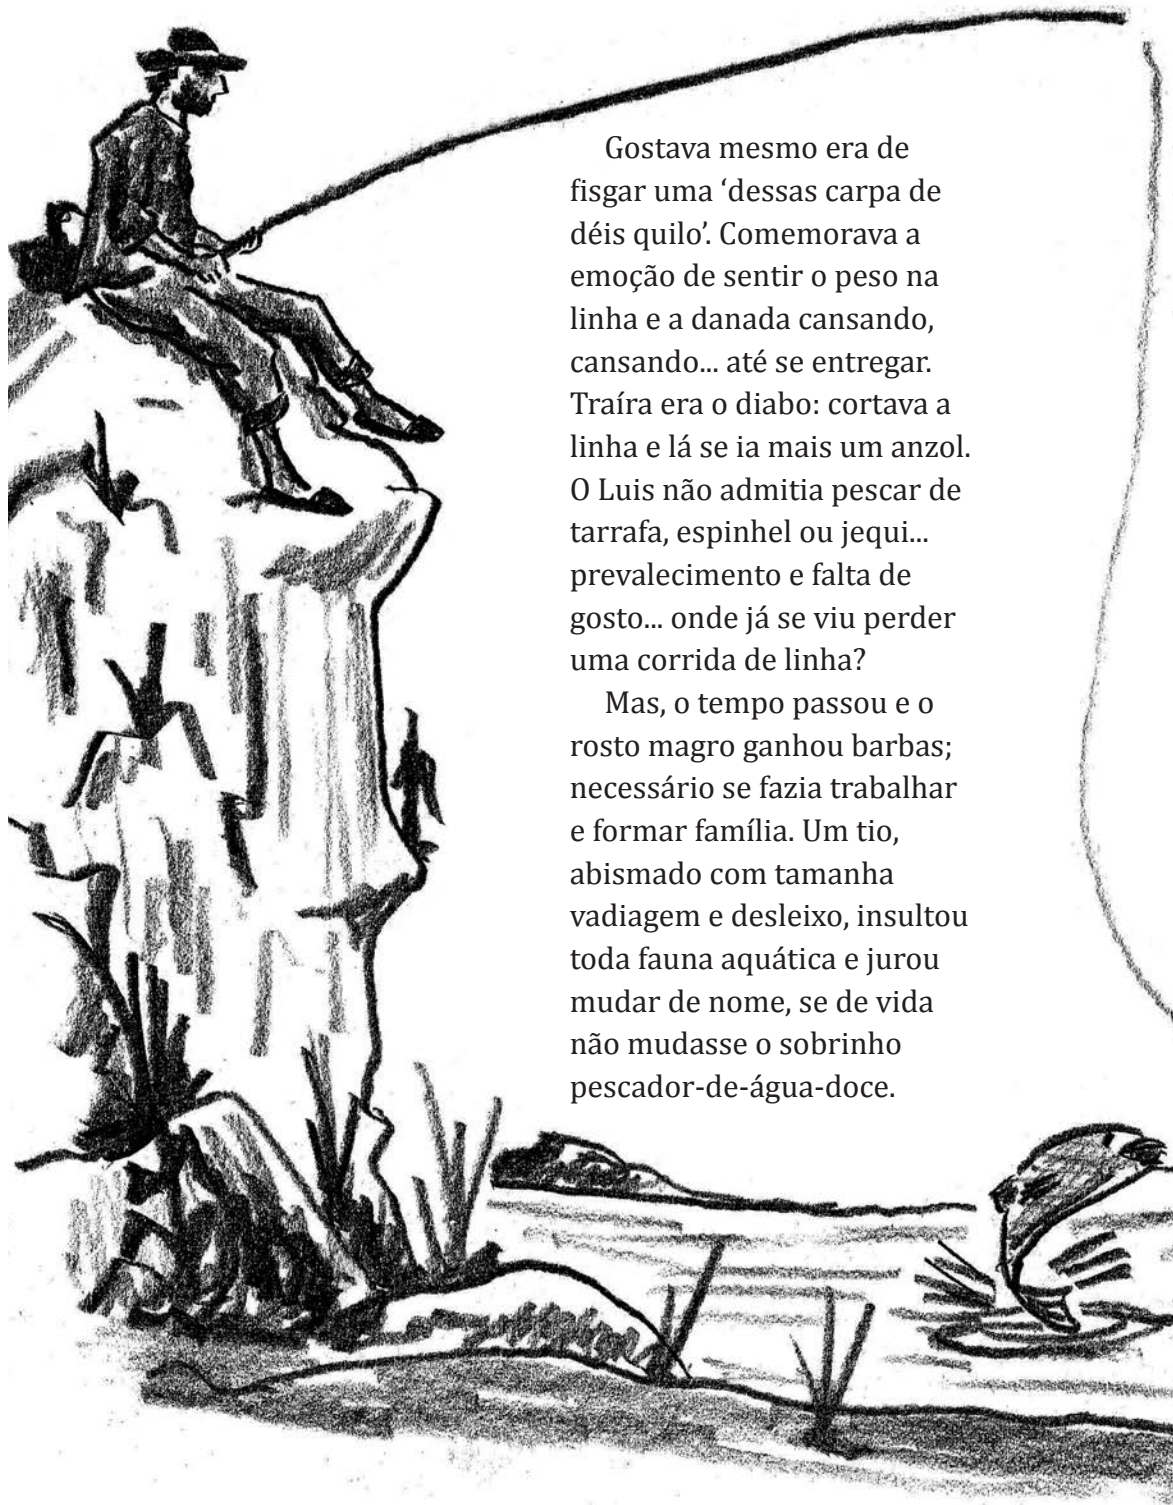 Gostava mesmo era de
fisgar uma ‘dessas carpa de
déis quilo’. Comemorava a
emoção de sentir o peso na
linha e a danada cansando,
cansando... até se entregar.
Traíra era o diabo: cortava a
linha e lá se ia mais um anzol.
O Luis não admitia pescar de
tarrafa, espinhel ou jequi...
prevalecimento e falta de
gosto... onde já se viu perder
uma corrida de linha?
Mas, o tempo passou e o
rosto magro ganhou barbas;
necessário se fazia trabalhar
e formar família. Um tio,
abismado com tamanha
vadiagem e desleixo, insultou
toda fauna aquática e jurou
mudar de nome, se de vida
não mudasse o sobrinho
pescador-de-água-doce.